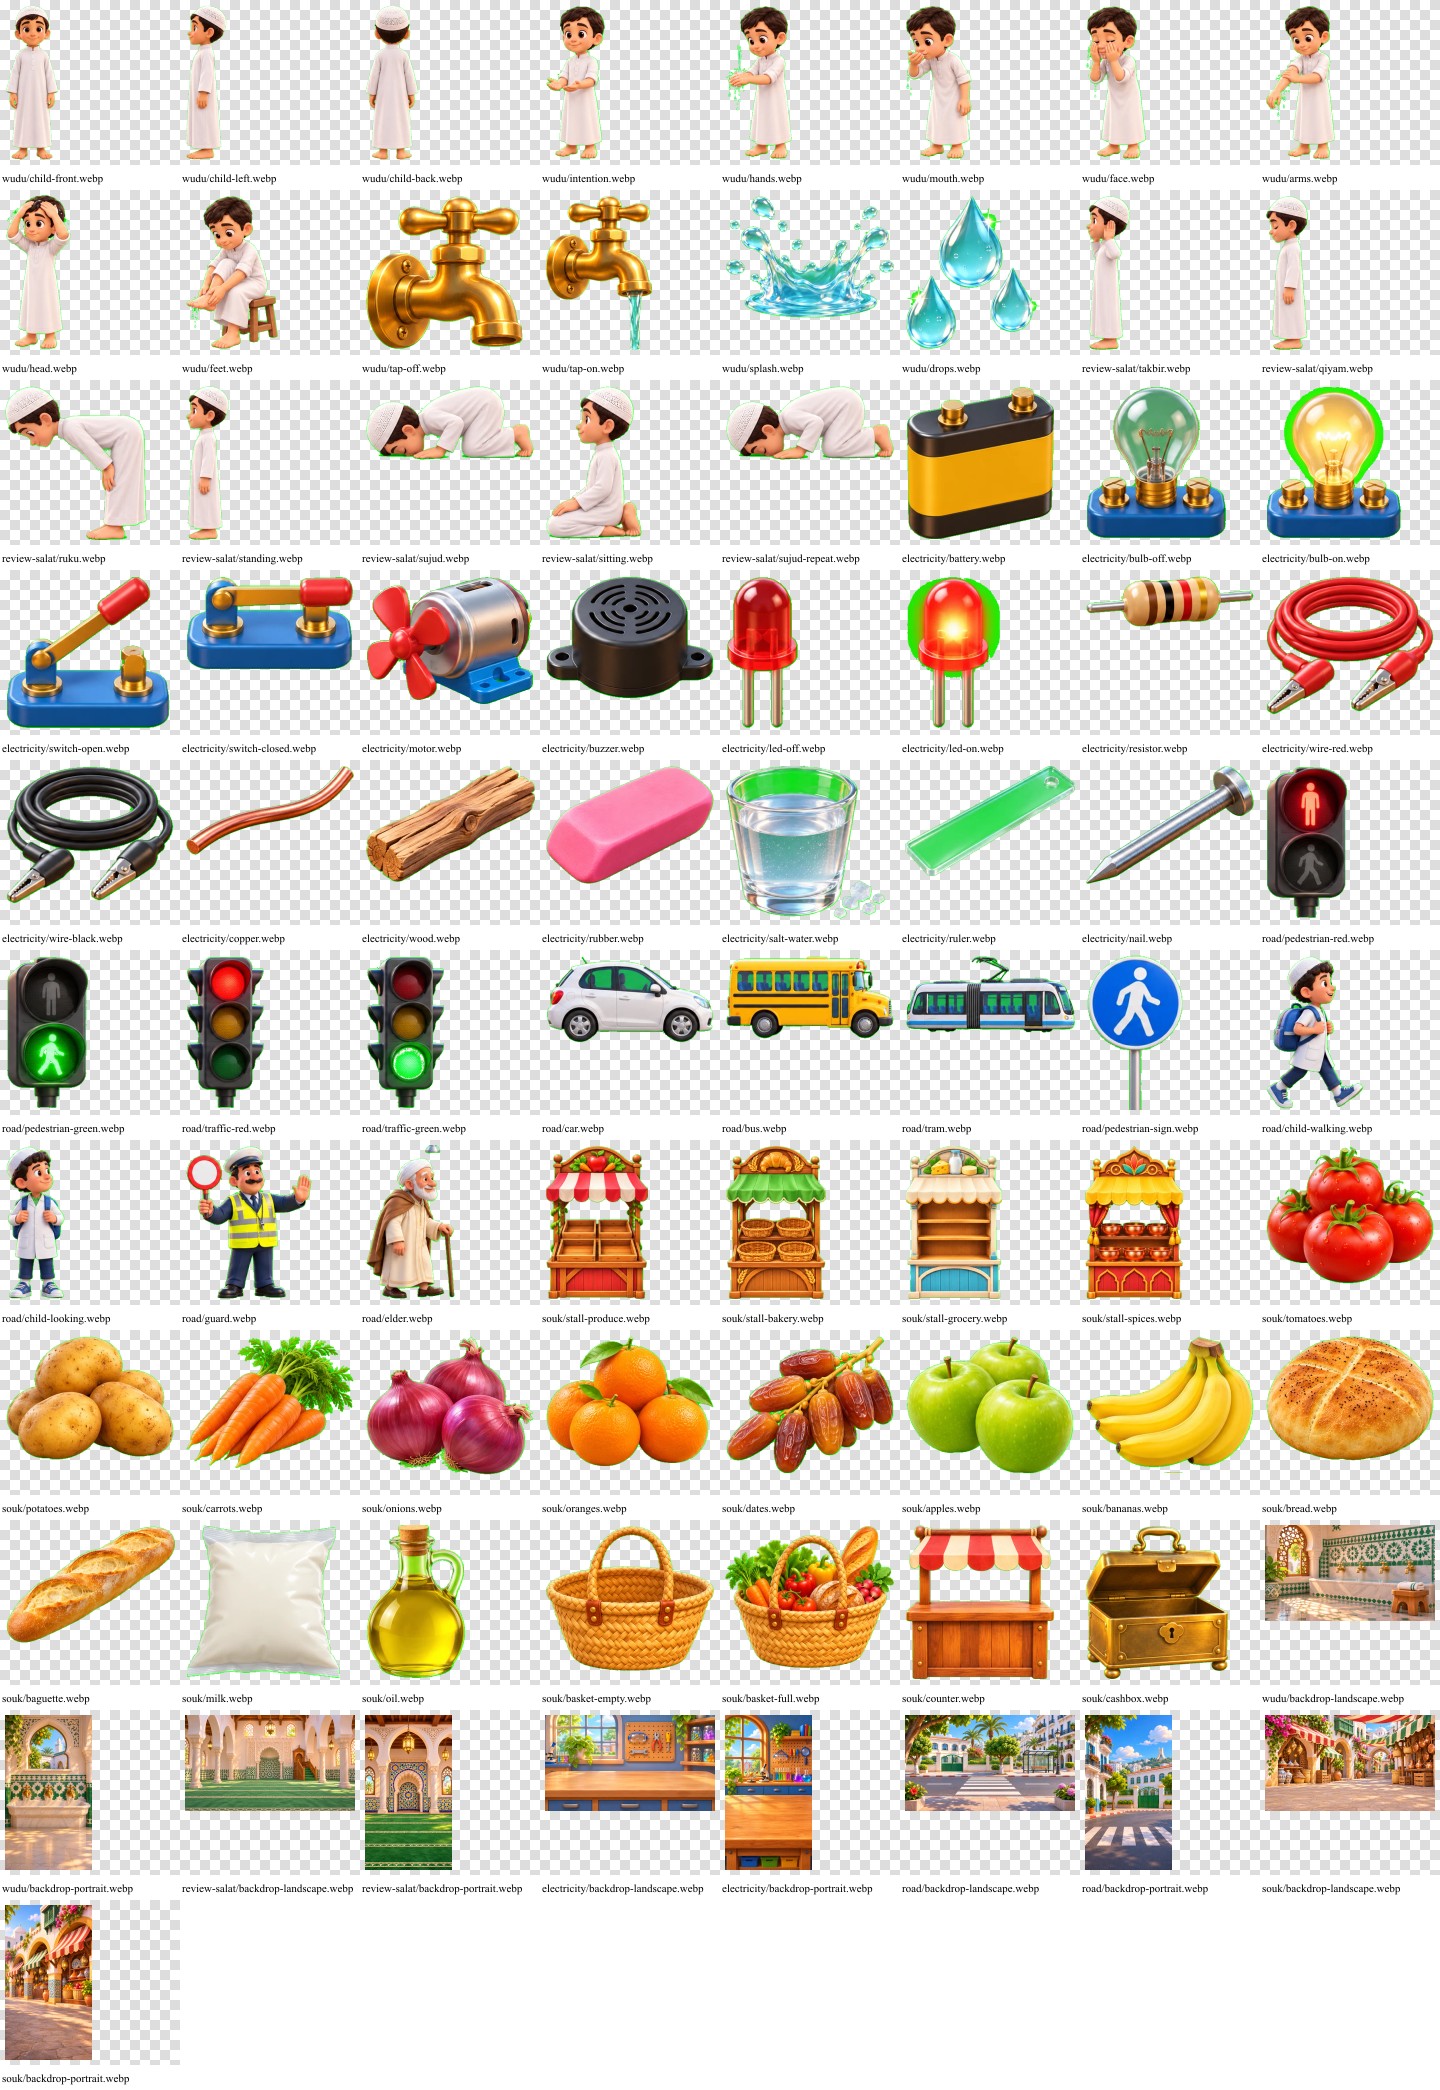 wudu/child-front.webp wudu/child-left.webp wudu/child-back.webp wudu/intention.webp wudu/hands.webp wudu/mouth.webp wudu/face.webp wudu/arms.webp
wudu/head.webp wudu/feet.webp wudu/tap-off.webp wudu/tap-on.webp wudu/splash.webp wudu/drops.webp review-salat/takbir.webp review-salat/qiyam.webp
review-salat/ruku.webp review-salat/standing.webp review-salat/sujud.webp review-salat/sitting.webp review-salat/sujud-repeat.webp electricity/battery.webp electricity/bulb-off.webp electricity/bulb-on.webp
electricity/switch-open.webp electricity/switch-closed.webp electricity/motor.webp electricity/buzzer.webp electricity/led-off.webp electricity/led-on.webp electricity/resistor.webp electricity/wire-red.webp
electricity/wire-black.webp electricity/copper.webp electricity/wood.webp electricity/rubber.webp electricity/salt-water.webp electricity/ruler.webp electricity/nail.webp road/pedestrian-red.webp
road/pedestrian-green.webp road/traffic-red.webp road/traffic-green.webp road/car.webp road/bus.webp road/tram.webp road/pedestrian-sign.webp road/child-walking.webp
road/child-looking.webp road/guard.webp road/elder.webp souk/stall-produce.webp souk/stall-bakery.webp souk/stall-grocery.webp souk/stall-spices.webp souk/tomatoes.webp
souk/potatoes.webp souk/carrots.webp souk/onions.webp souk/oranges.webp souk/dates.webp souk/apples.webp souk/bananas.webp souk/bread.webp
souk/baguette.webp souk/milk.webp souk/oil.webp souk/basket-empty.webp souk/basket-full.webp souk/counter.webp souk/cashbox.webp wudu/backdrop-landscape.webp
wudu/backdrop-portrait.webp review-salat/backdrop-landscape.webp review-salat/backdrop-portrait.webp electricity/backdrop-landscape.webp electricity/backdrop-portrait.webp road/backdrop-landscape.webp road/backdrop-portrait.webp souk/backdrop-landscape.webp
souk/backdrop-portrait.webp